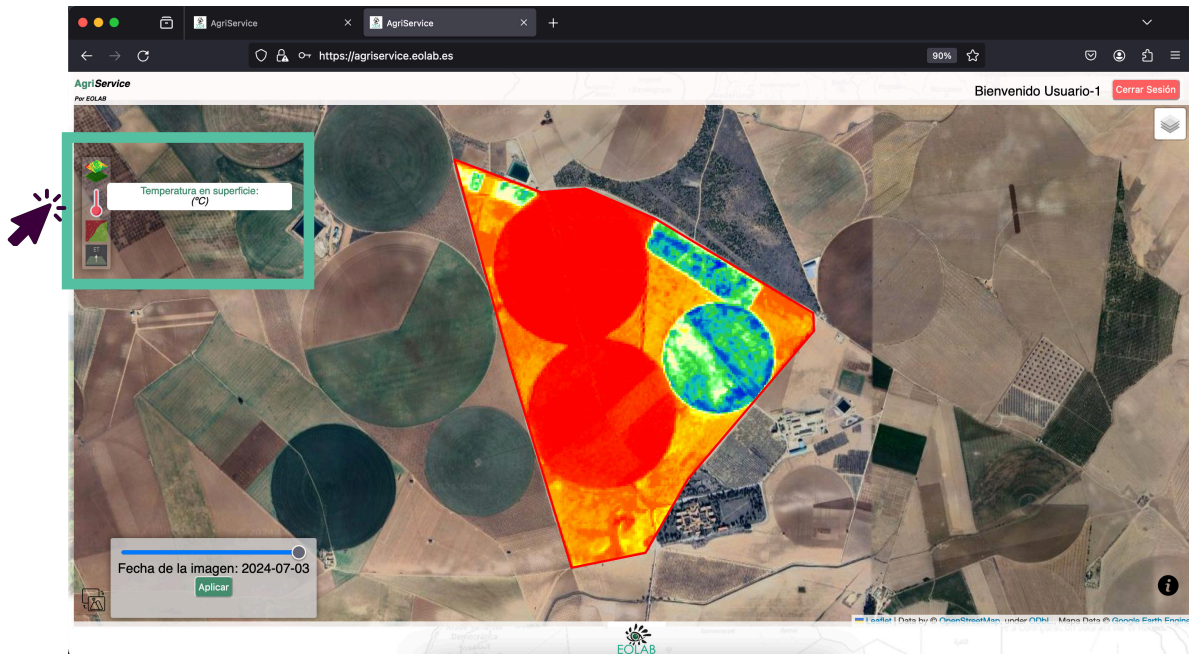 AgriService
AgriService
https://agriservice.eolab.es
90%
AgriService
Por EOLAB
Bienvenido Usuario-1
Cerrar Sesión
Temperatura en superficie:
(°C)
ET
Fecha de la imagen: 2024-07-03
Aplicar
Leaflet | Data by © OpenStreetMap, under ODbL., Mapa Data © Google Earth Engine
EOLAB